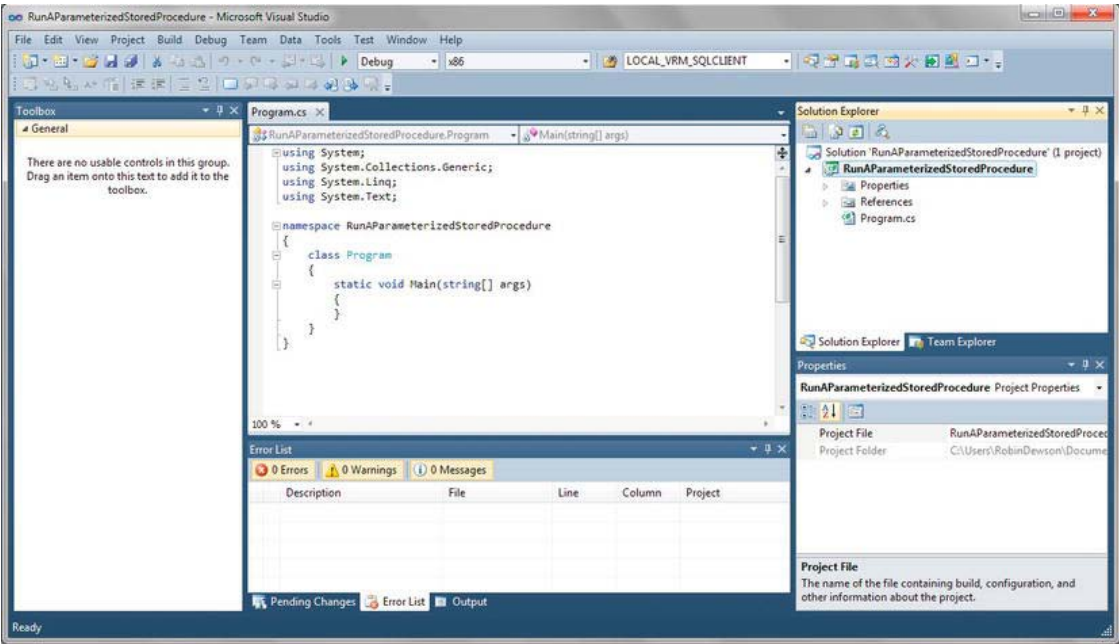 RunAParameterizedStoredProcedure - Microsoft Visual Studio
File Edit View Project Build Debug Team Data Tools Test Window Help
Debug x86 LOCAL_VRM_SQLCLIENT
Toolbox
General
There are no usable controls in this group.
Drag an item onto this text to add it to the
toolbox.
Program.cs
RunAParameterizedStoredProcedure.Program Main(string[] args)
using System;
using System.Collections.Generic;
using System.Linq;
using System.Text;
namespace RunAParameterizedStoredProcedure
{
class Program
{
static void Main(string[] args)
{
}
}
}
100 %
Error List
0 Errors 0 Warnings 0 Messages
Description File Line Column Project
Pending Changes Error List Output
Solution Explorer
Solution 'RunAParameterizedStoredProcedure' (1 project)
RunAParameterizedStoredProcedure
Properties
References
Program.cs
Solution Explorer Team Explorer
Properties
RunAParameterizedStoredProcedure Project Properties
Project File RunAParameterizedStoredProced
Project Folder C:\Users\RobinDewson\Docume
Project File
The name of the file containing build, configuration, and
other information about the project.
Ready